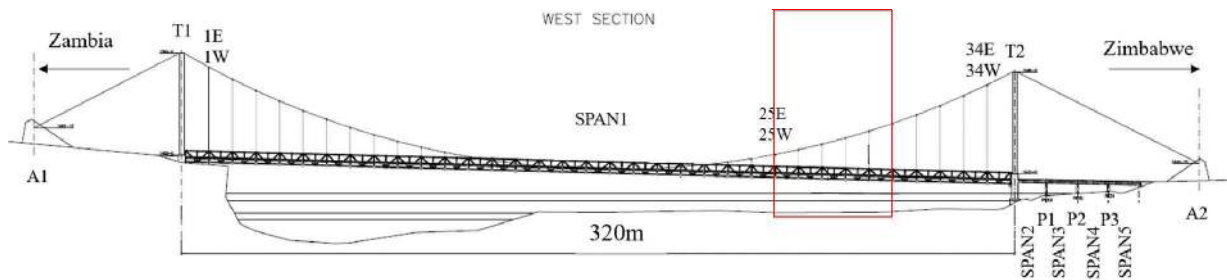 WEST SECTION
Zambia
T1
1E
1W
34E
34W
T2
Zimbabwe
SPAN1
25E
25W
A1
A2
P1
P2
P3
320m
SPAN2
SPAN3
SPAN4
SPAN5